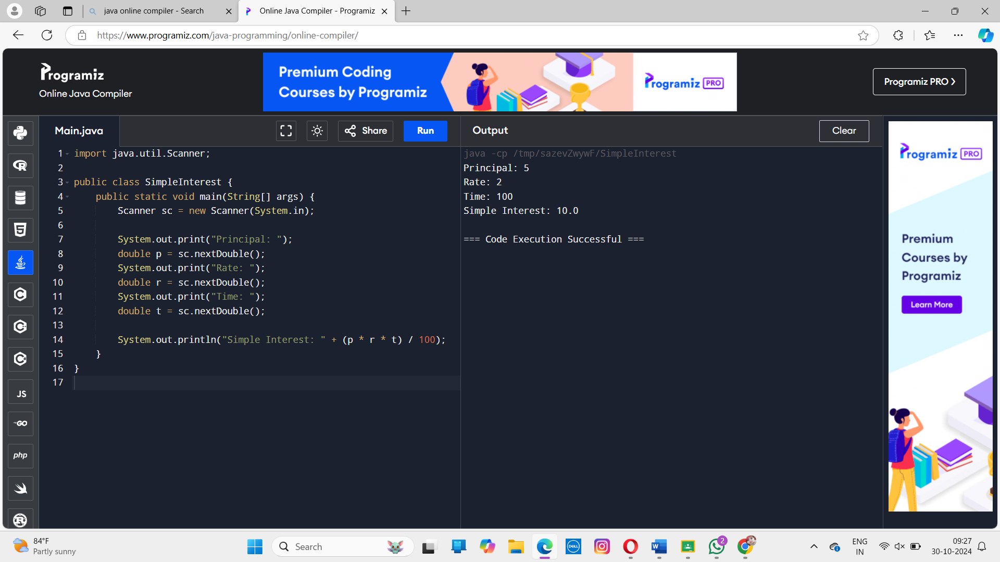 java online compiler - Search
Online Java Compiler - Programiz
https://www.programiz.com/java-programming/online-compiler/
Programiz
Online Java Compiler
Premium Coding
Courses by Programiz
Programiz PRO
Programiz PRO ❯
Main.java
Share
Run
Output
Clear
1 import java.util.Scanner;
2
3 public class SimpleInterest {
4 public static void main(String[] args) {
5 Scanner sc = new Scanner(System.in);
6
7 System.out.print("Principal: ");
8 double p = sc.nextDouble();
9 System.out.print("Rate: ");
10 double r = sc.nextDouble();
11 System.out.print("Time: ");
12 double t = sc.nextDouble();
13
14 System.out.println("Simple Interest: " + (p * r * t) / 100);
15 }
16 }
17
java -cp /tmp/sazevZwywF/SimpleInterest
Principal: 5
Rate: 2
Time: 100
Simple Interest: 10.0
=== Code Execution Successful ===
Programiz PRO
Premium
Courses by
Programiz
Learn More
JS
GO
php
84°F
Partly sunny
Search
DELL
W
2
ENG
IN
09:27
30-10-2024